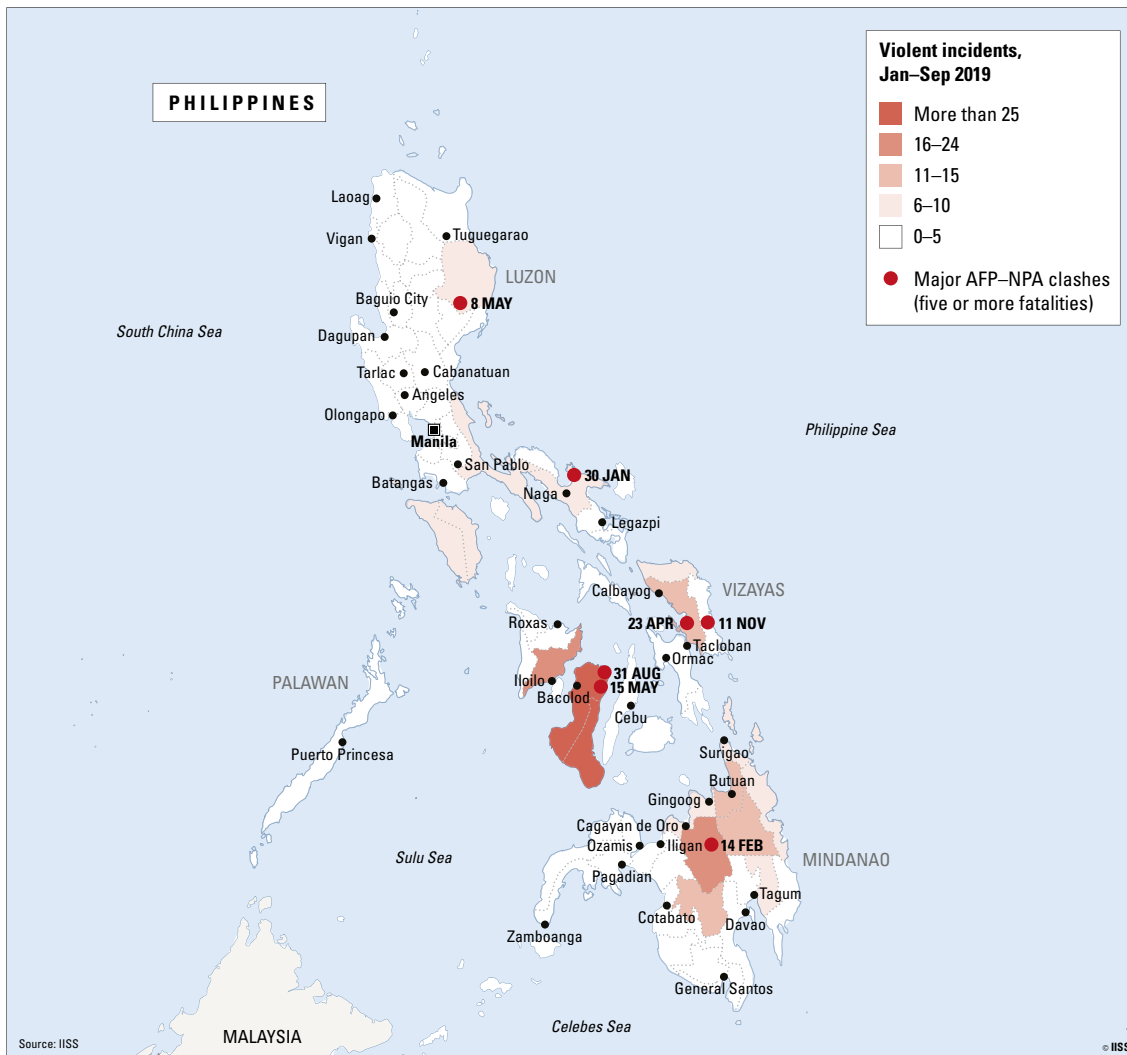 PHILIPPINES
Violent incidents,
Jan–Sep 2019
More than 25
16–24
11–15
6–10
0–5
Major AFP–NPA clashes
(five or more fatalities)
Laoag
Vigan
Tuguegarao
LUZON
Baguio City
8 MAY
South China Sea
Dagupan
Tarlac
Cabanatuan
Angeles
Olongapo
Manila
Philippine Sea
San Pablo
Batangas
30 JAN
Naga
Legazpi
Calbayog
VIZAYAS
Roxas
23 APR
11 NOV
Tacloban
Ormac
31 AUG
15 MAY
PALAWAN
Iloilo
Bacolod
Cebu
Puerto Princesa
Surigao
Butuan
Gingoog
Cagayan de Oro
Ozamis
Iligan
14 FEB
Sulu Sea
MINDANAO
Pagadian
Tagum
Cotabato
Davao
Zamboanga
General Santos
Celebes Sea
MALAYSIA
Source: IISS
© IISS